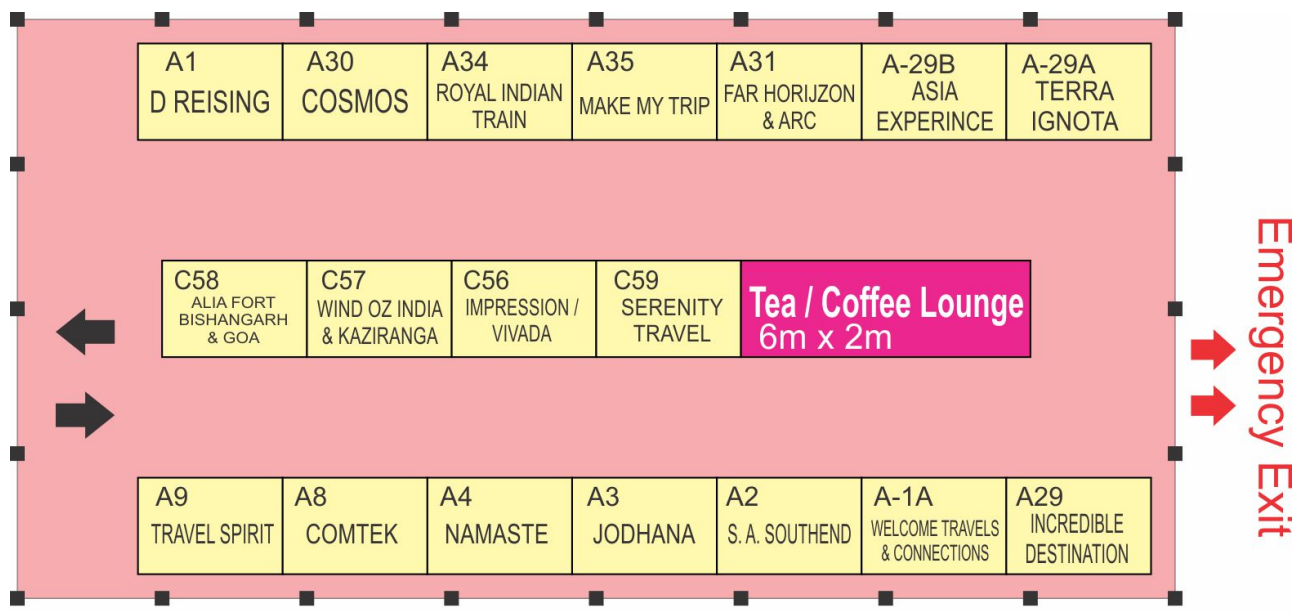 A1
D REISING
A30
COSMOS
A34
ROYAL INDIAN
TRAIN
A35
MAKE MY TRIP
A31
FAR HORIJZON
& ARC
A-29B
ASIA
EXPERINCE
A-29A
TERRA
IGNOTA
C58
ALIA FORT
BISHANGARH
& GOA
C57
WIND OZ INDIA
& KAZIRANGA
C56
IMPRESSION /
VIVADA
C59
SERENITY
TRAVEL
Tea / Coffee Lounge
6m x 2m
Emergency Exit
A9
TRAVEL SPIRIT
A8
COMTEK
A4
NAMASTE
A3
JODHANA
A2
S. A. SOUTHEND
A-1A
WELCOME TRAVELS
& CONNECTIONS
A29
INCREDIBLE
DESTINATION